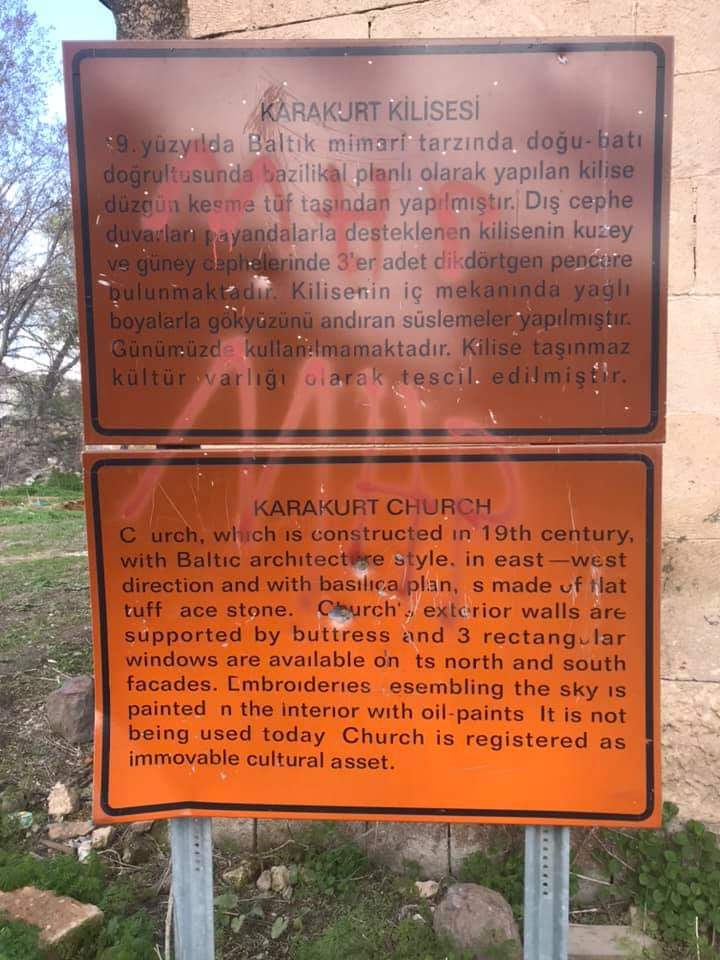 KARAKURT KİLİSESİ
9. yüzyılda Baltık mimari tarzında doğu-batı
doğrultusunda bazilikal planlı olarak yapılan kilise
düzgün kesme tüf taşından yapılmıştır. Dış cephe
duvarları payandalarla desteklenen kilisenin kuzey
ve güney cephelerinde 3'er adet dikdörtgen pencere
bulunmaktadır. Kilisenin iç mekanında yağlı
boyalarla gökyüzünü andıran süslemeler yapılmıştır.
Günümüzde kullanılmamaktadır. Kilise taşınmaz
kültür varlığı olarak tescil edilmiştir.
MHP
MHP
KARAKURT CHURCH
C urch, which is constructed in 19th century,
with Baltic architecture style. in east—west
direction and with basilica plan, s made of flat
tuff ace stone. Church's exterior walls are
supported by buttress and 3 rectangular
windows are available on ts north and south
facades. Embroideries esembling the sky is
painted n the interior with oil-paints It is not
being used today Church is registered as
immovable cultural asset.